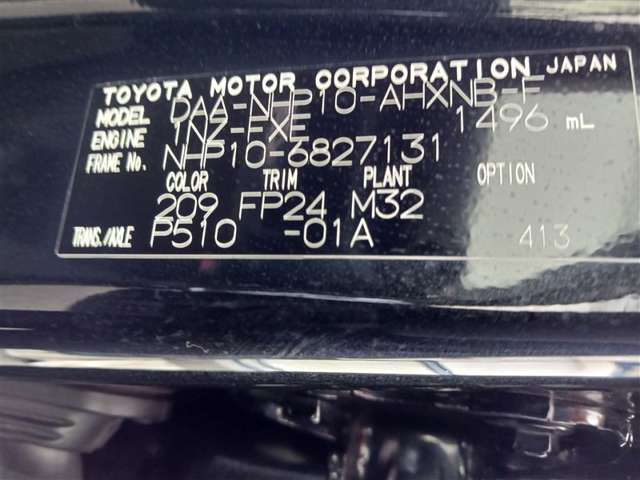 TOYOTA MOTOR CORPORATION JAPAN
MODEL DAA-NHP10-AHXNB-F
ENGINE 1NZ-FXE 1496 mL
FRAME No. NHP10-6827131
COLOR TRIM PLANT OPTION
209 FP24 M32
TRANS./AXLE P510 -01A 413